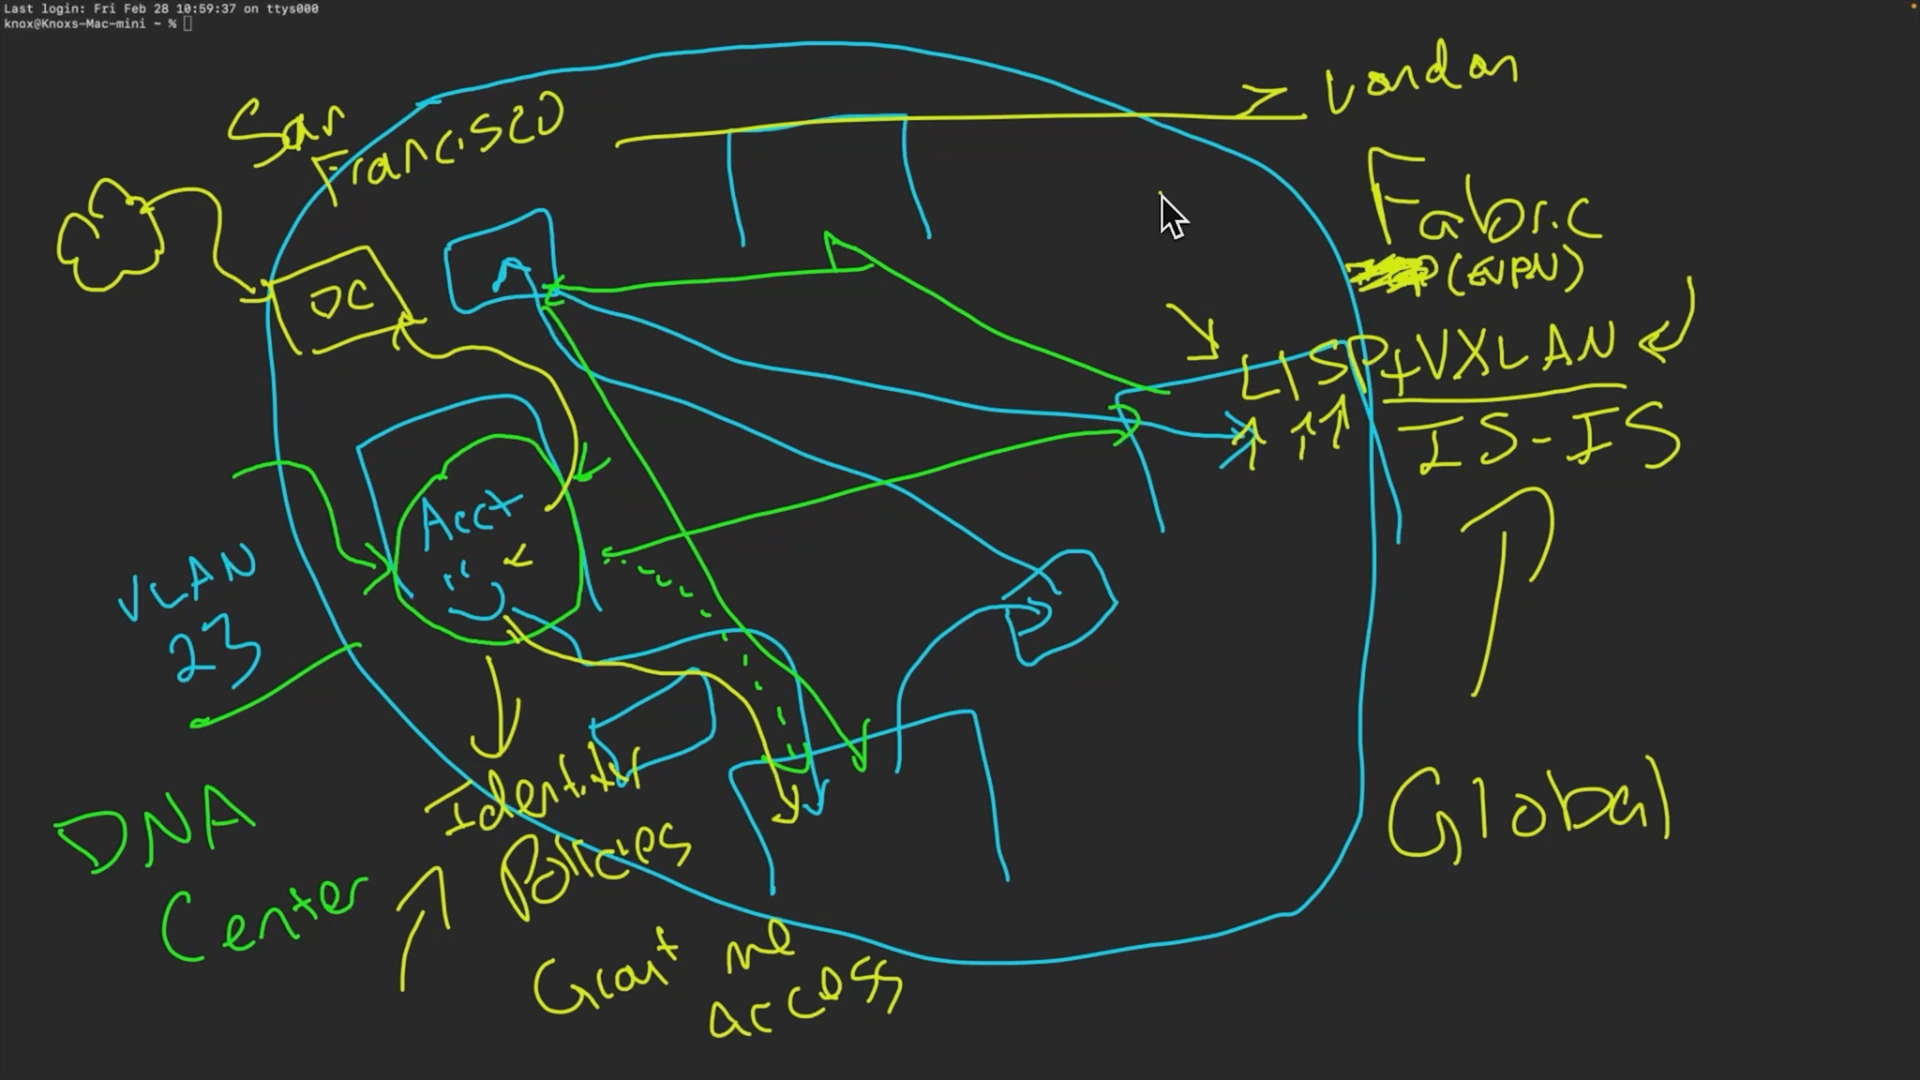 Last login: Fri Feb 28 10:59:37 on ttys000
knox@Knoxs-Mac-mini ~ %
San
Francisco
London
Fabric
(EVPN)
LISP+VXLAN
IS-IS
DC
Acct
VLAN
23
DNA
Center
Identity
Policies
Grant me
access
Global